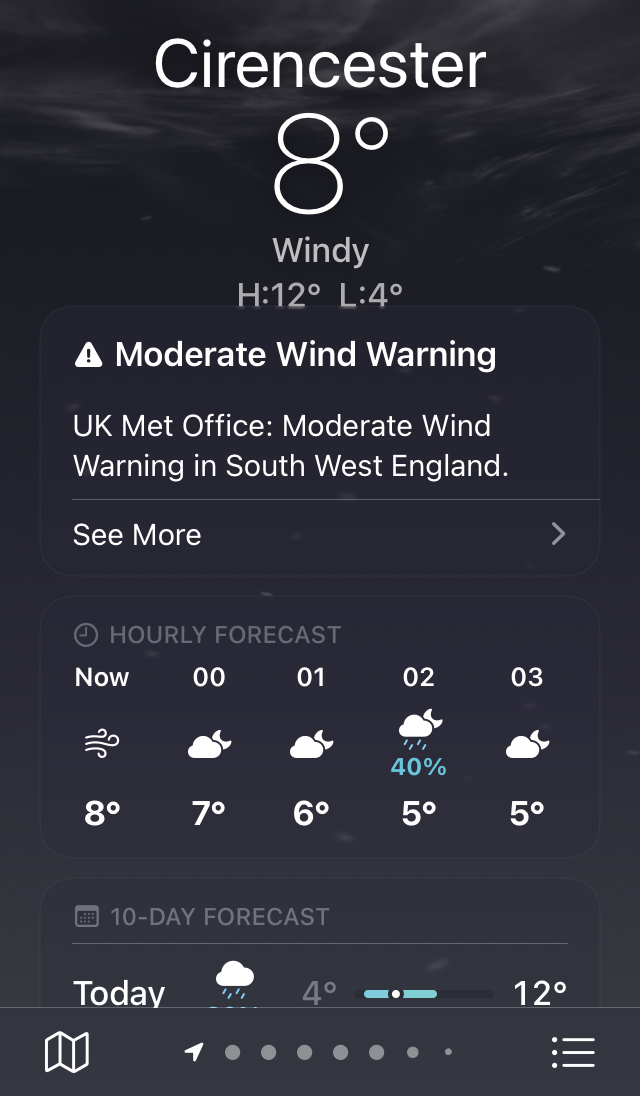 Cirencester
8°
Windy
H:12° L:4°
Moderate Wind Warning
UK Met Office: Moderate Wind
Warning in South West England.
See More
HOURLY FORECAST
Now 00 01 02 03
40%
8° 7° 6° 5° 5°
10-DAY FORECAST
Today 4° 12°